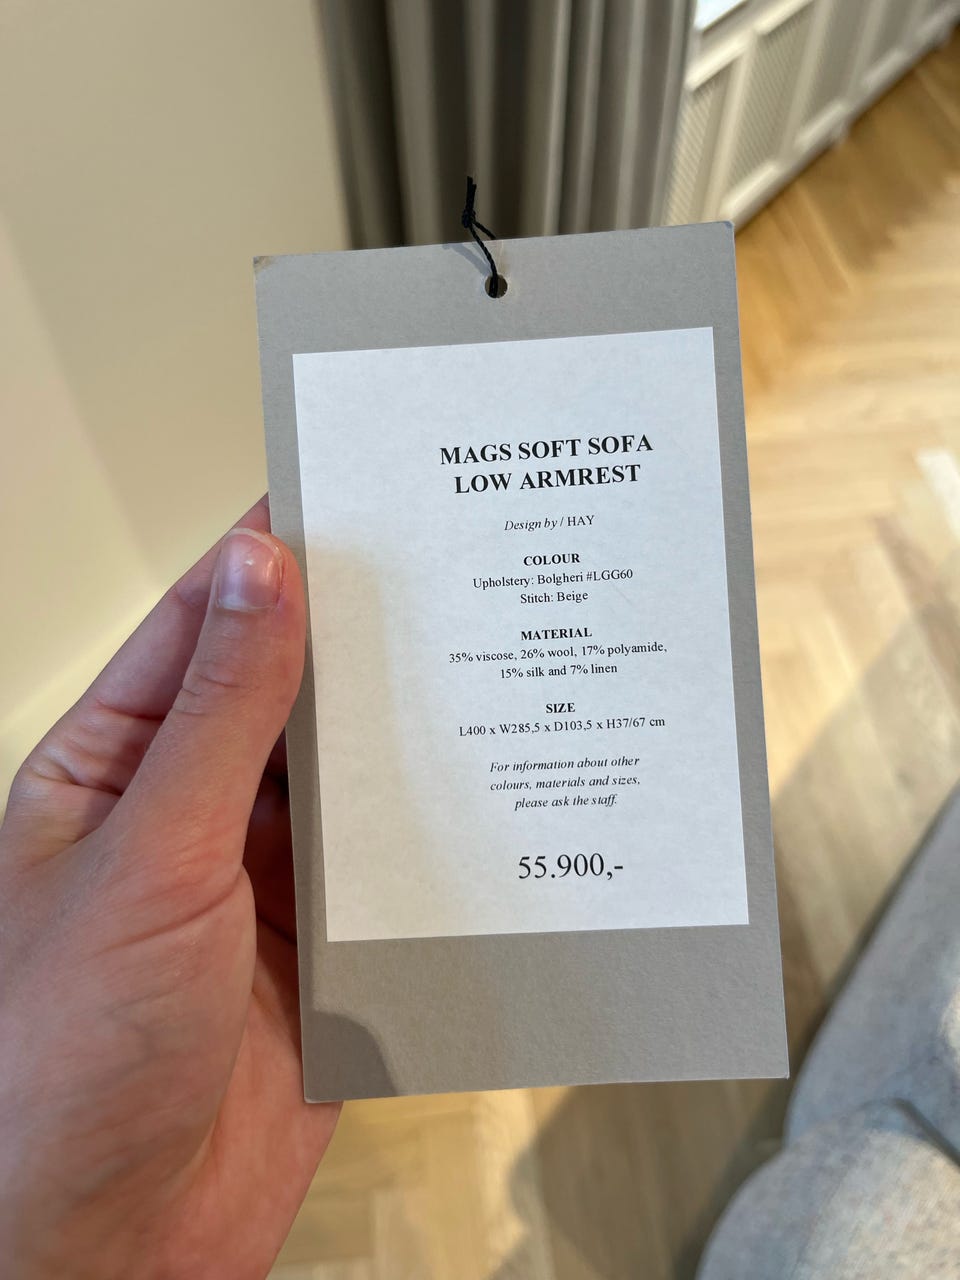 MAGS SOFT SOFA
LOW ARMREST
Design by / HAY
COLOUR
Upholstery: Bolgheri #LGG60
Stitch: Beige
MATERIAL
35% viscose, 26% wool, 17% polyamide,
15% silk and 7% linen
SIZE
L400 x W285,5 x D103,5 x H37/67 cm
For information about other
colours, materials and sizes,
please ask the staff.
55.900,-